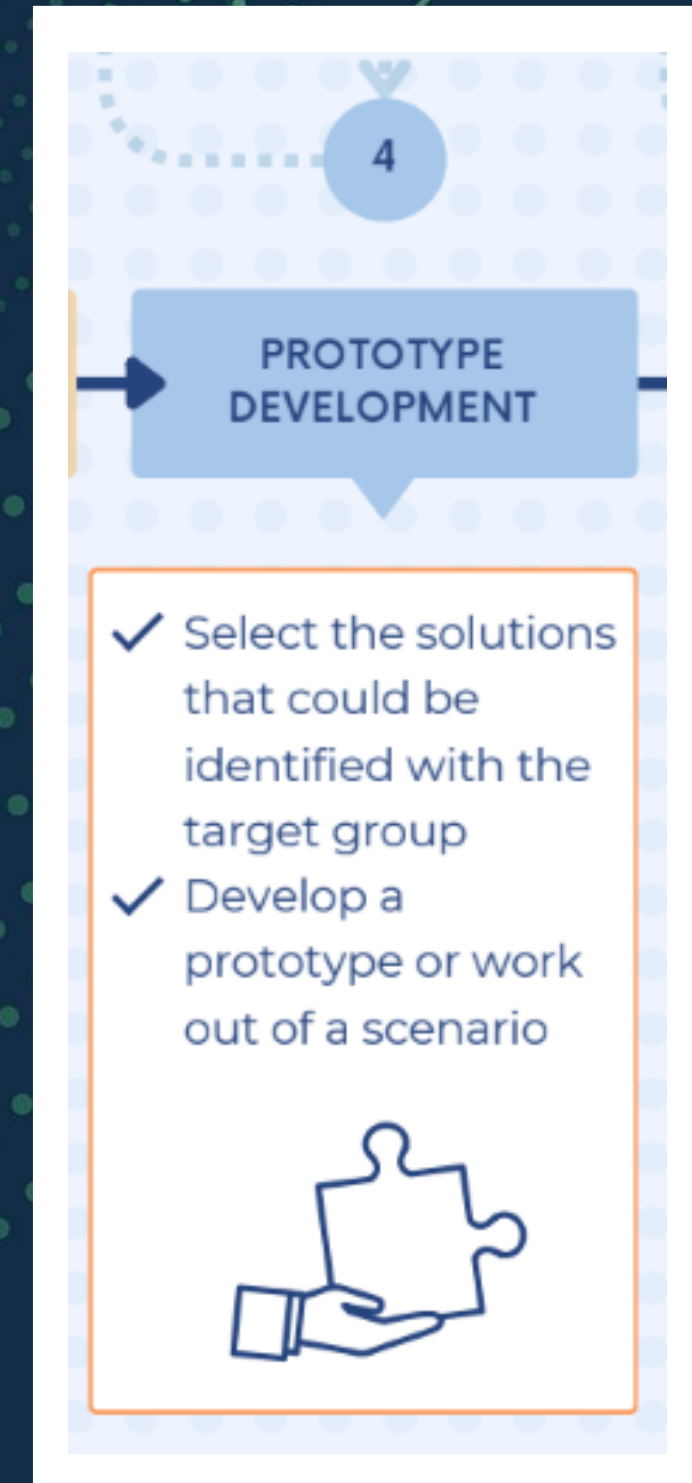 4
PROTOTYPE
DEVELOPMENT
Select the solutions
that could be
identified with the
target group
Develop a
prototype or work
out of a scenario